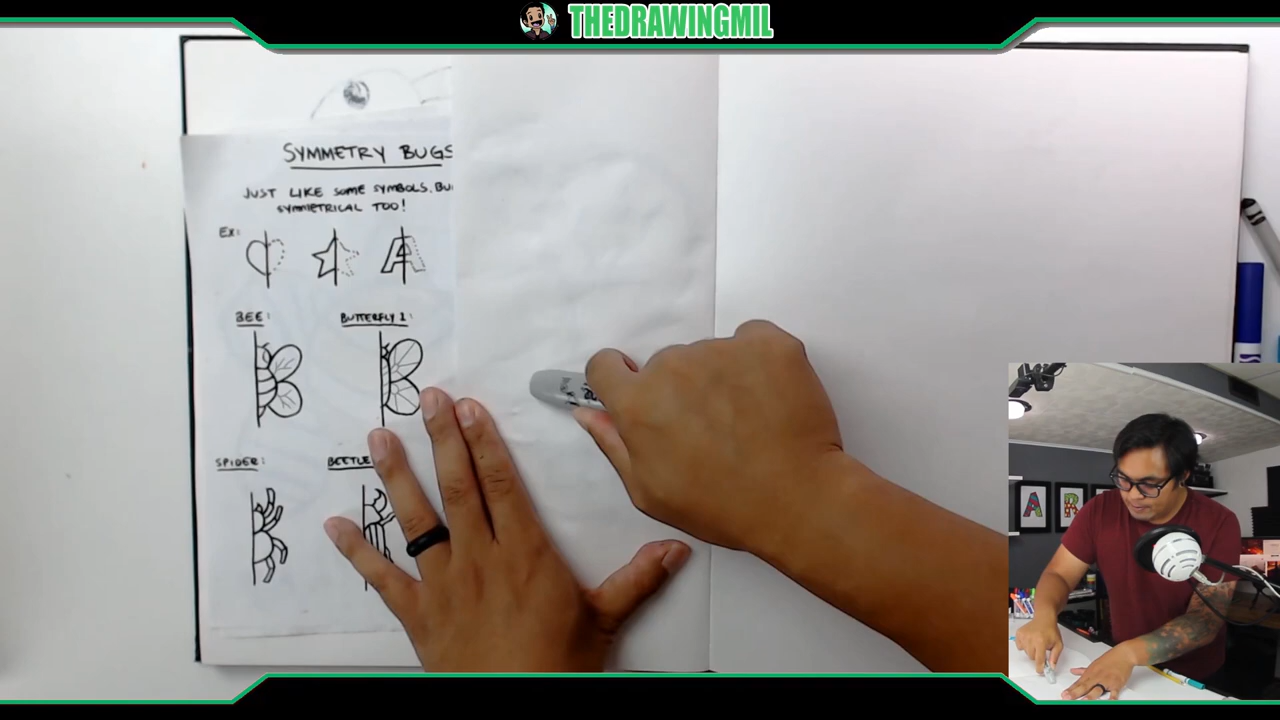 THEDRAWINGMIL
SYMMETRY BUGS
JUST LIKE SOME SYMBOLS. BU
SYMMETRICAL TOO!
EX:
A
BEE:
BUTTERFLY 1:
SPIDER:
BEETLE
A R